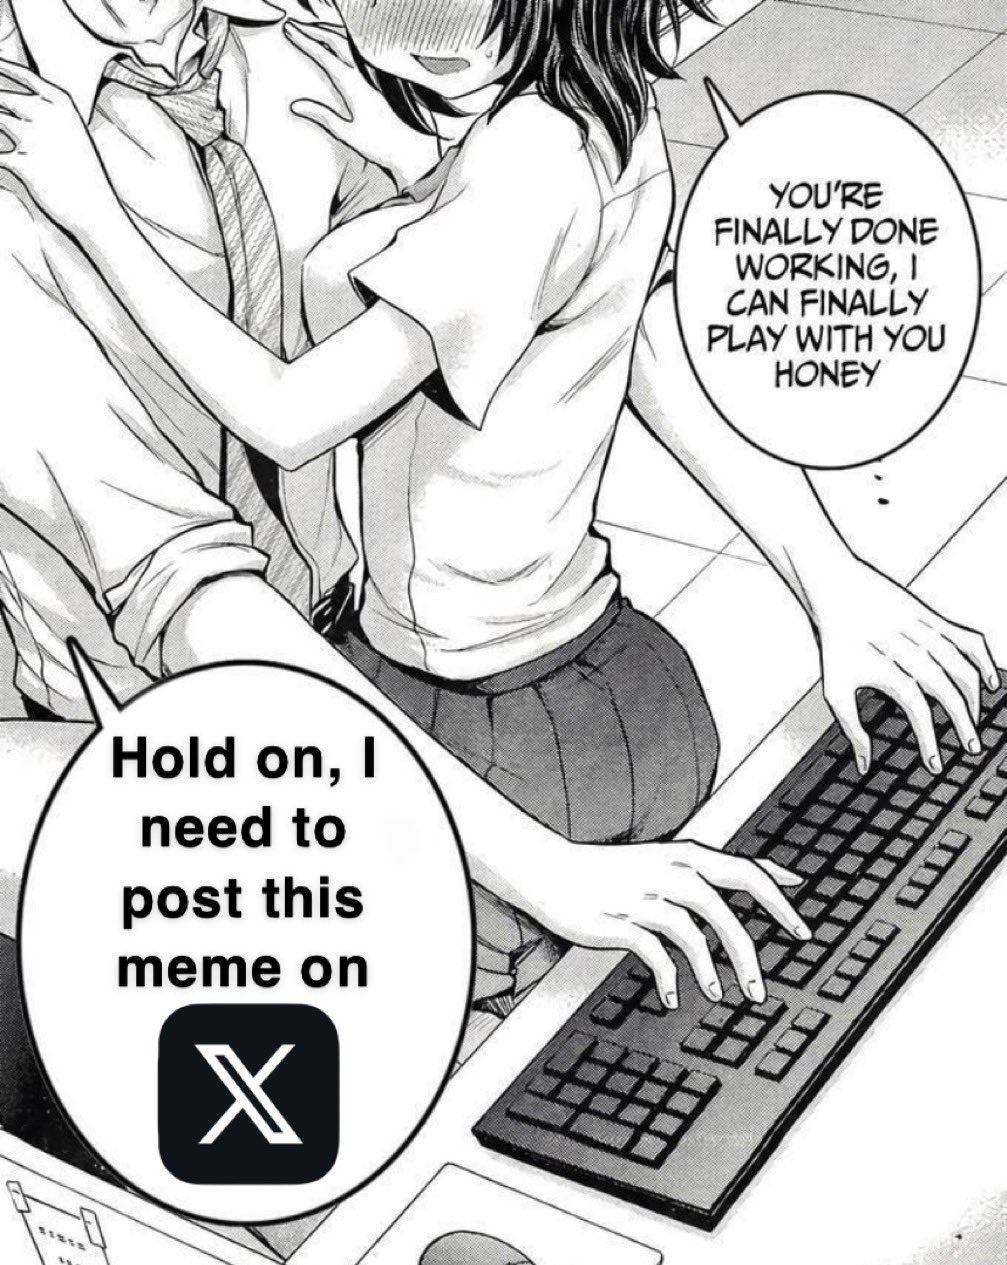 YOU'RE
FINALLY DONE
WORKING, I
CAN FINALLY
PLAY WITH YOU
HONEY
Hold on, I
need to
post this
meme on
X